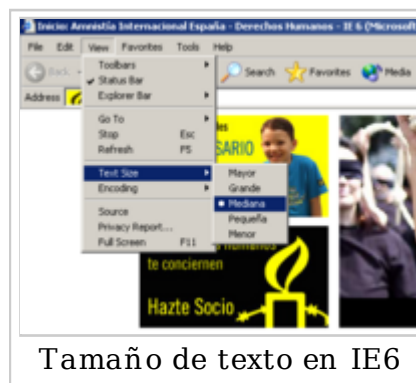 Inicio: Amnistía Internacional España - Derechos Humanos - IE 6 (Microsoft
File Edit View Favorites Tools Help
Back Search Favorites Media
Address
Toolbars
Status Bar
Explorer Bar
Go To
Stop Esc
Refresh F5
Text Size
Encoding
Source
Privacy Report...
Full Screen F11
Mayor
Grande
Mediana
Pequeña
Menor
SARIO
te conciernen
Hazte Socio
Tamaño de texto en IE6